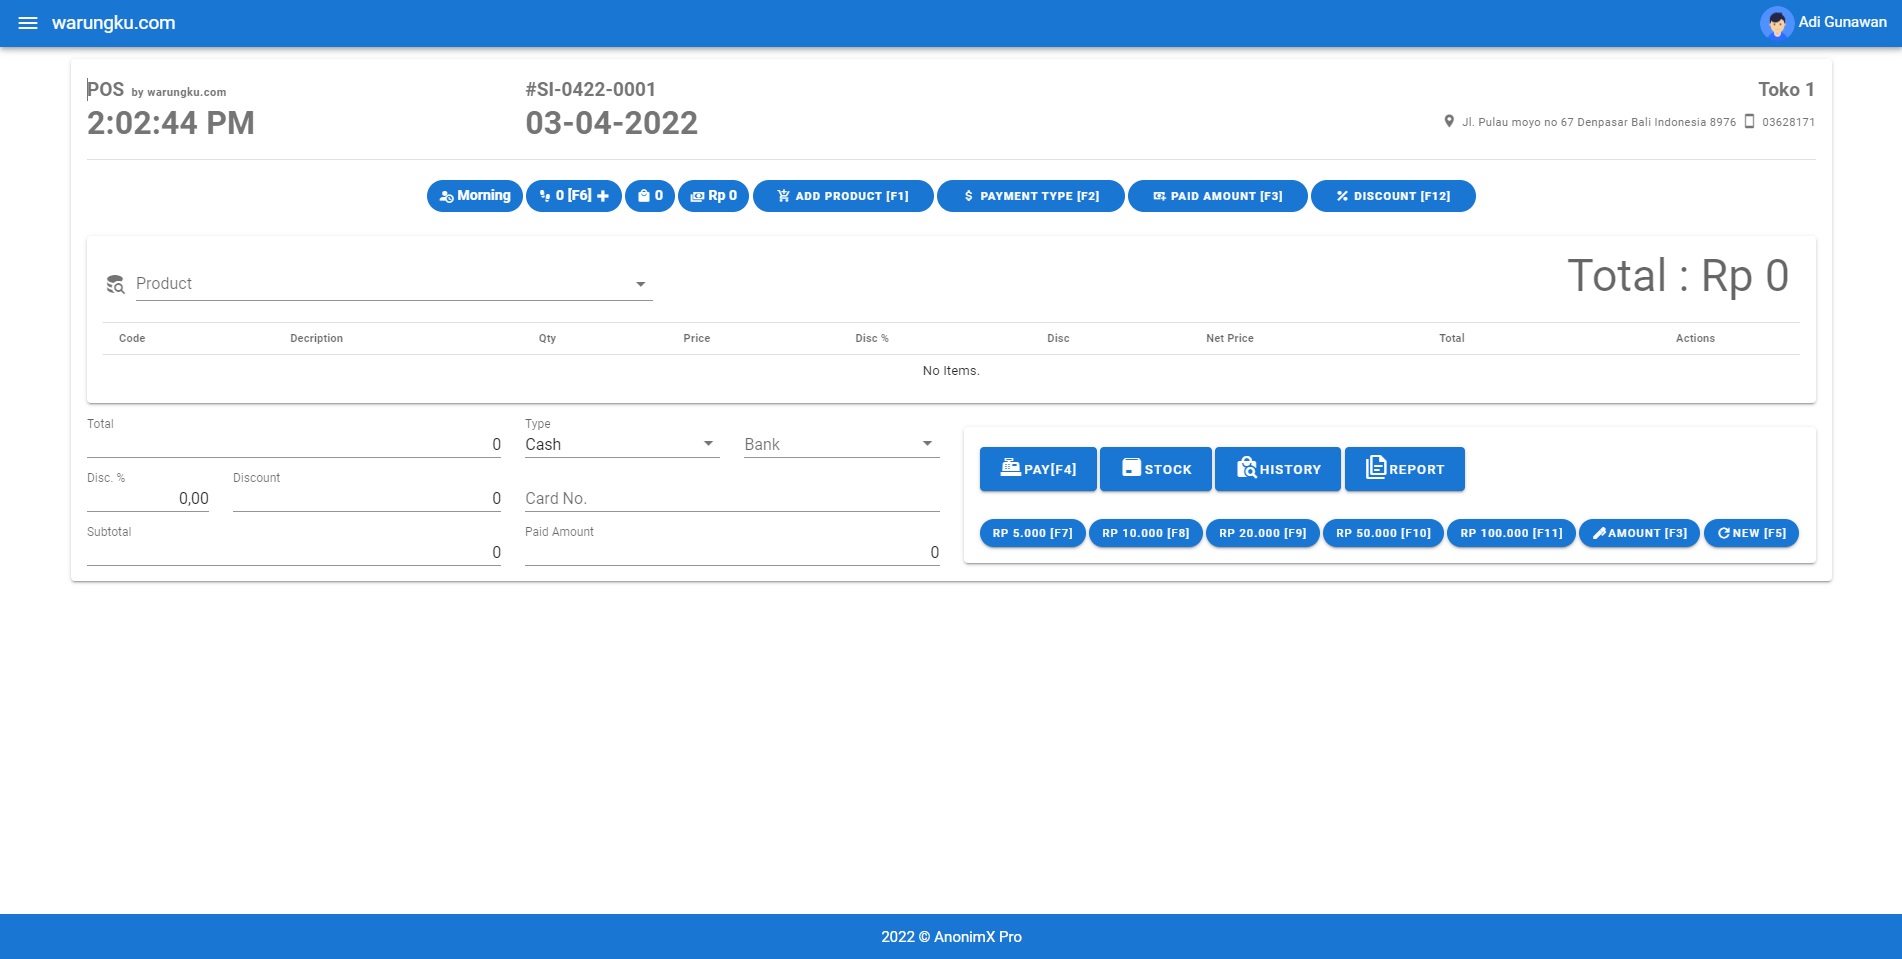 warungku.com
Adi Gunawan
POS by warungku.com
#SI-0422-0001
Toko 1
2:02:44 PM
03-04-2022
Jl. Pulau moyo no 67 Denpasar Bali Indonesia 8976 03628171
Morning 0 [F6] 0 Rp 0 ADD PRODUCT [F1] PAYMENT TYPE [F2] PAID AMOUNT [F3] DISCOUNT [F12]
Product
Total : Rp 0
Code Decription Qty Price Disc % Disc Net Price Total Actions
No Items.
Total
0
Type
Cash
Bank
Disc. %
0,00
Discount
0
Card No.
Subtotal
0
Paid Amount
0
PAY[F4] STOCK HISTORY REPORT
RP 5.000 [F7] RP 10.000 [F8] RP 20.000 [F9] RP 50.000 [F10] RP 100.000 [F11] AMOUNT [F3] NEW [F5]
2022 © AnonimX Pro